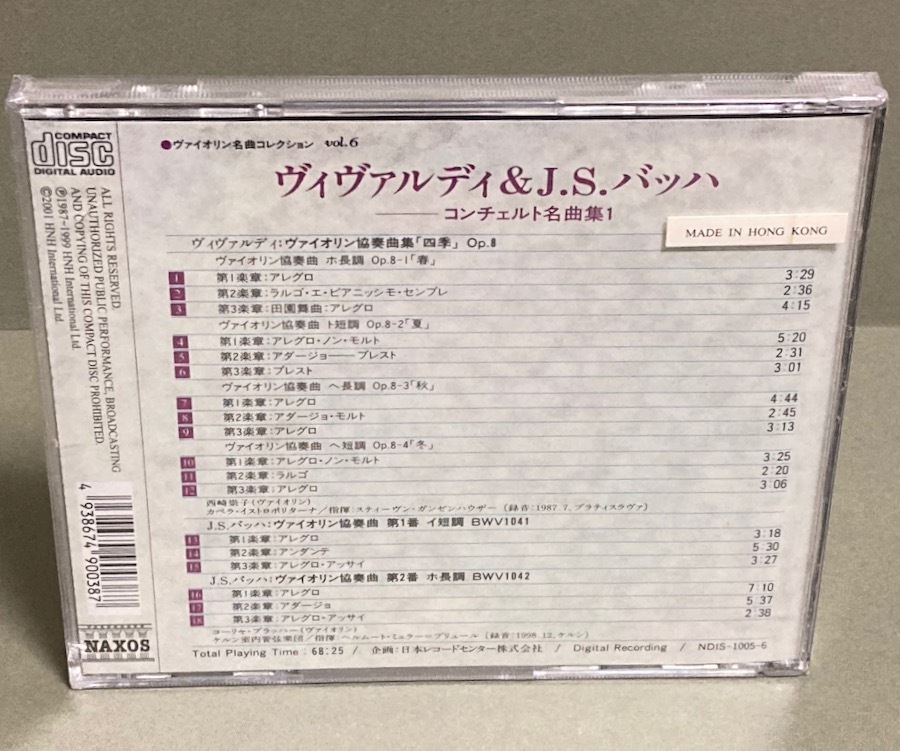 COMPACT
disc
DIGITAL AUDIO
ALL RIGHTS RESERVED.
UNAUTHORIZED PUBLIC PERFORMANCE, BROADCASTING
AND COPYING OF THIS COMPACT DISC PROHIBITED.
Ⓟ1987-1999 HNH International Ltd.
©2001 HNH International Ltd.
4 938674 900387
NAXOS
●ヴァイオリン名曲コレクション vol.6
ヴィヴァルディ&J.S.バッハ
コンチェルト名曲集1
MADE IN HONG KONG
ヴィヴァルディ:ヴァイオリン協奏曲集「四季」 Op.8
ヴァイオリン協奏曲 ホ長調 Op.8-1「春」
1 第1楽章:アレグロ 3:29
2 第2楽章:ラルゴ・エ・ピアニッシモ・センプレ 2:36
3 第3楽章:田園舞曲:アレグロ 4:15
ヴァイオリン協奏曲 ト短調 Op.8-2「夏」
4 第1楽章:アレグロ・ノン・モルト 5:20
5 第2楽章:アダージョ――プレスト 2:31
6 第3楽章:プレスト 3:01
ヴァイオリン協奏曲 ヘ長調 Op.8-3「秋」
7 第1楽章:アレグロ 4:44
8 第2楽章:アダージョ・モルト 2:45
9 第3楽章:アレグロ 3:13
ヴァイオリン協奏曲 ヘ短調 Op.8-4「冬」
10 第1楽章:アレグロ・ノン・モルト 3:25
11 第2楽章:ラルゴ 2:20
12 第3楽章:アレグロ 3:06
西崎崇子(ヴァイオリン)
カペラ・イストロポリターナ/指揮:スティーヴン・ガンゼンハウザー (録音:1987.7.ブラティスラヴァ)
J.S.バッハ:ヴァイオリン協奏曲 第1番 イ短調 BWV1041
13 第1楽章:アレグロ 3:18
14 第2楽章:アンダンテ 5:30
15 第3楽章:アレグロ・アッサイ 3:27
J.S.バッハ:ヴァイオリン協奏曲 第2番 ホ長調 BWV1042
16 第1楽章:アレグロ 7:10
17 第2楽章:アダージョ 5:37
18 第3楽章:アレグロ・アッサイ 2:38
コーリャ・ブラッハー(ヴァイオリン)
ケルン室内管弦楽団/指揮:ヘルムート・ミュラー=ブリュール (録音:1998.12.ケルン)
Total Playing Time : 68:25 / 企画:日本レコードセンター株式会社 / Digital Recording / NDIS-1005-6